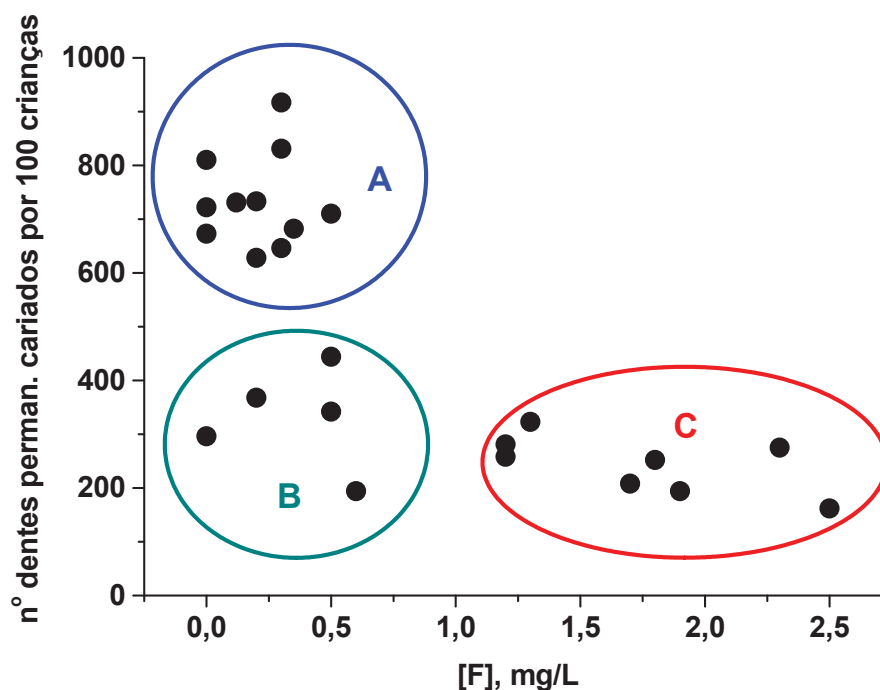 nº dentes perman. cariados por 100 crianças
1000
800
600
400
200
0
A
B
C
0,0 0,5 1,0 1,5 2,0 2,5
[F], mg/L